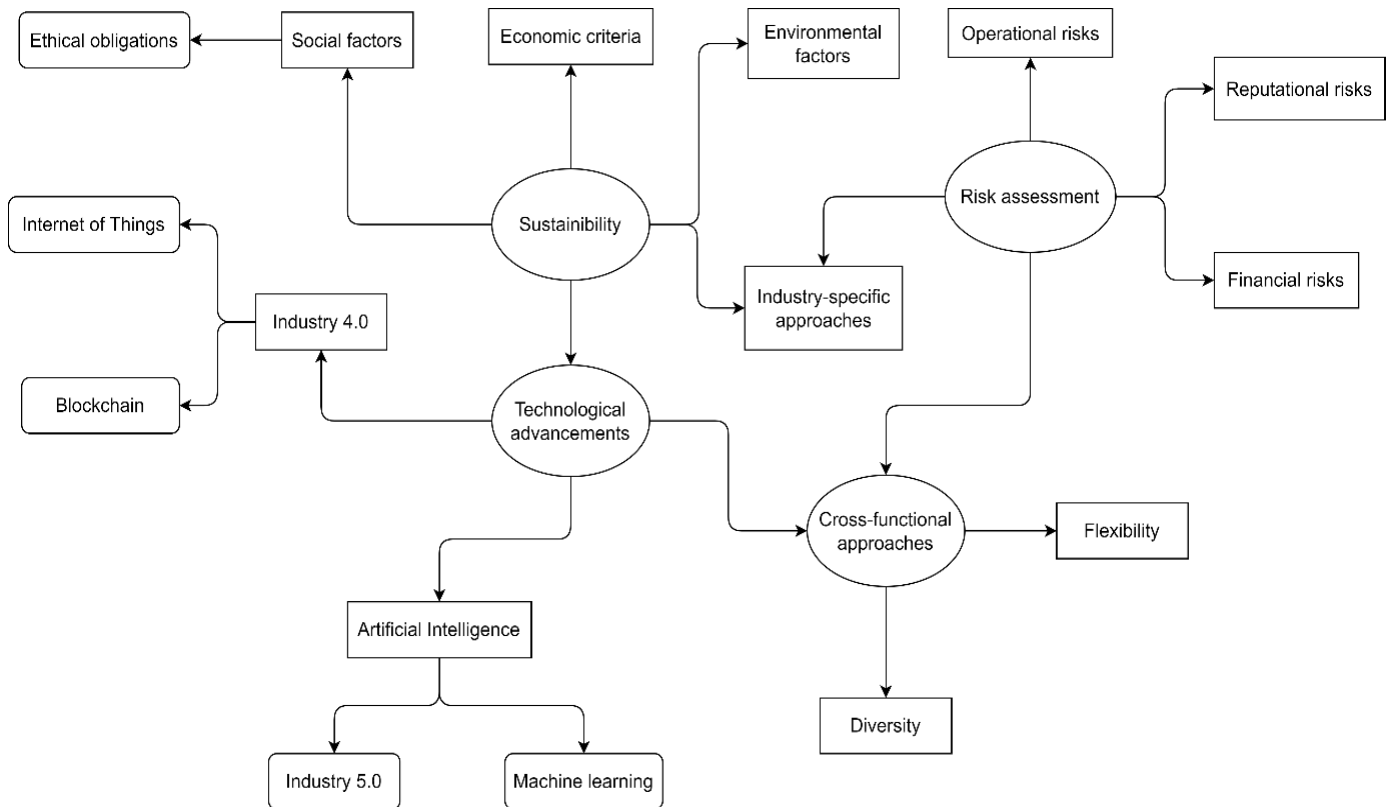 Ethical obligations
Social factors
Economic criteria
Environmental
factors
Operational risks
Reputational risks
Internet of Things
Sustainibility
Risk assessment
Industry-specific
approaches
Financial risks
Industry 4.0
Blockchain
Technological
advancements
Cross-functional
approaches
Flexibility
Artificial Intelligence
Diversity
Industry 5.0
Machine learning